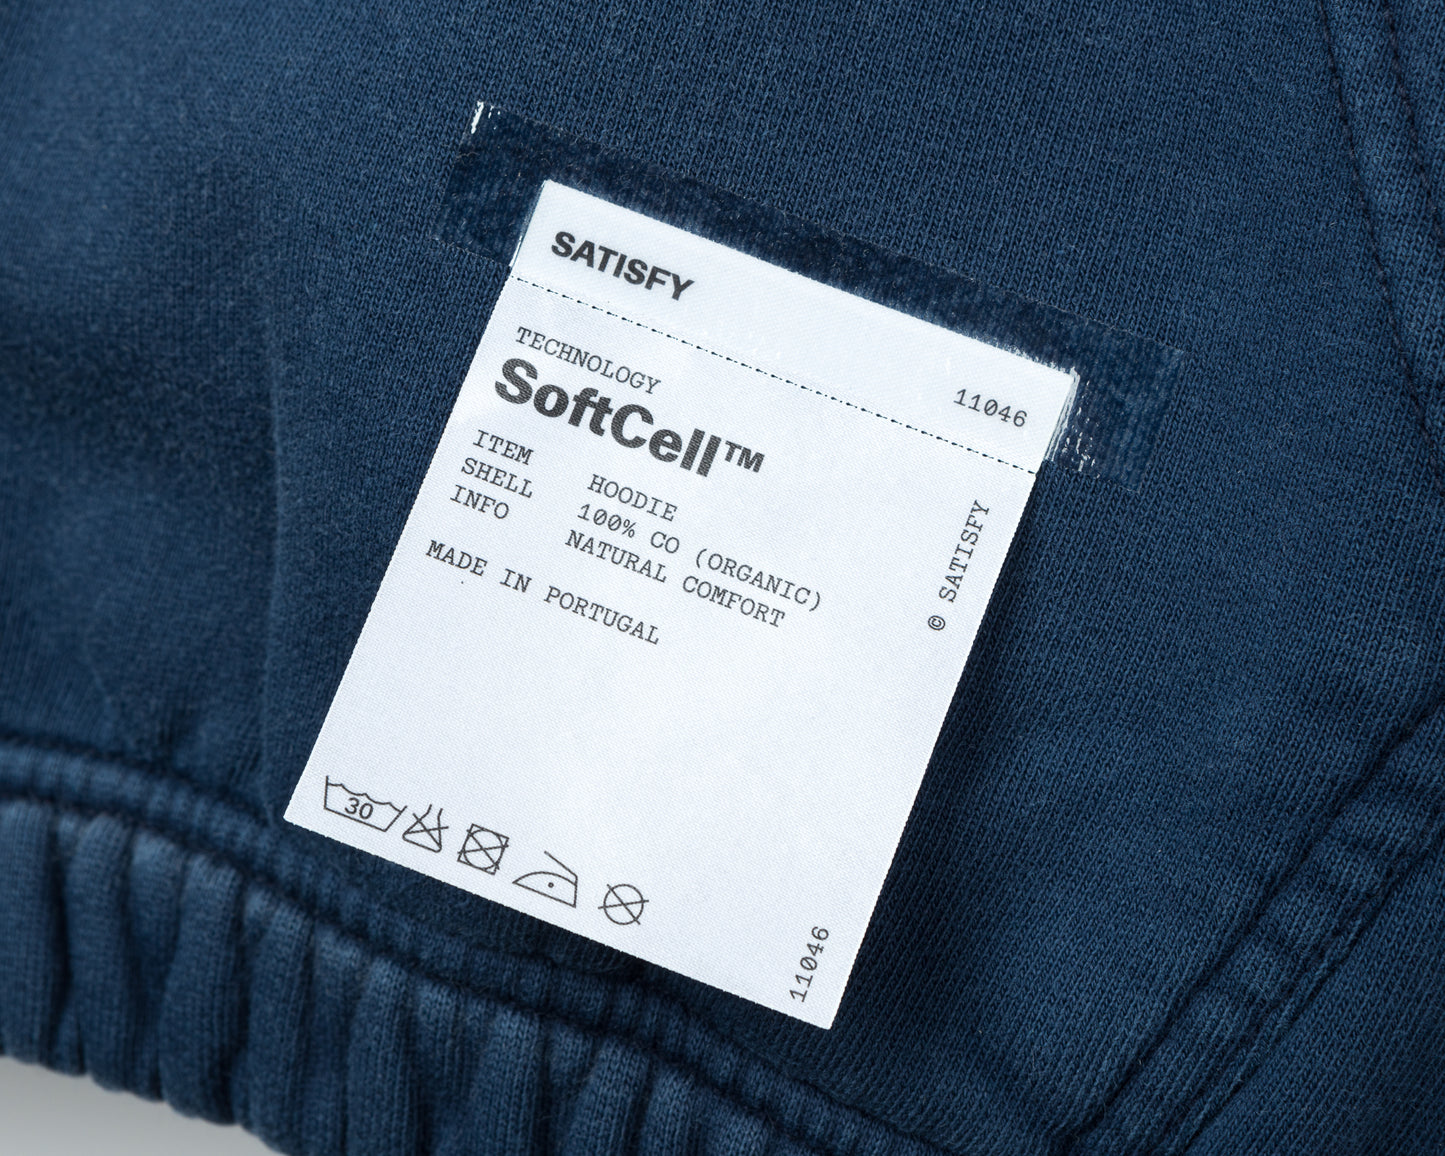 SATISFY
11046
TECHNOLOGY
SoftCell™
ITEM HOODIE
SHELL 100% CO (ORGANIC)
INFO NATURAL COMFORT
MADE IN PORTUGAL
© SATISFY
30
11046